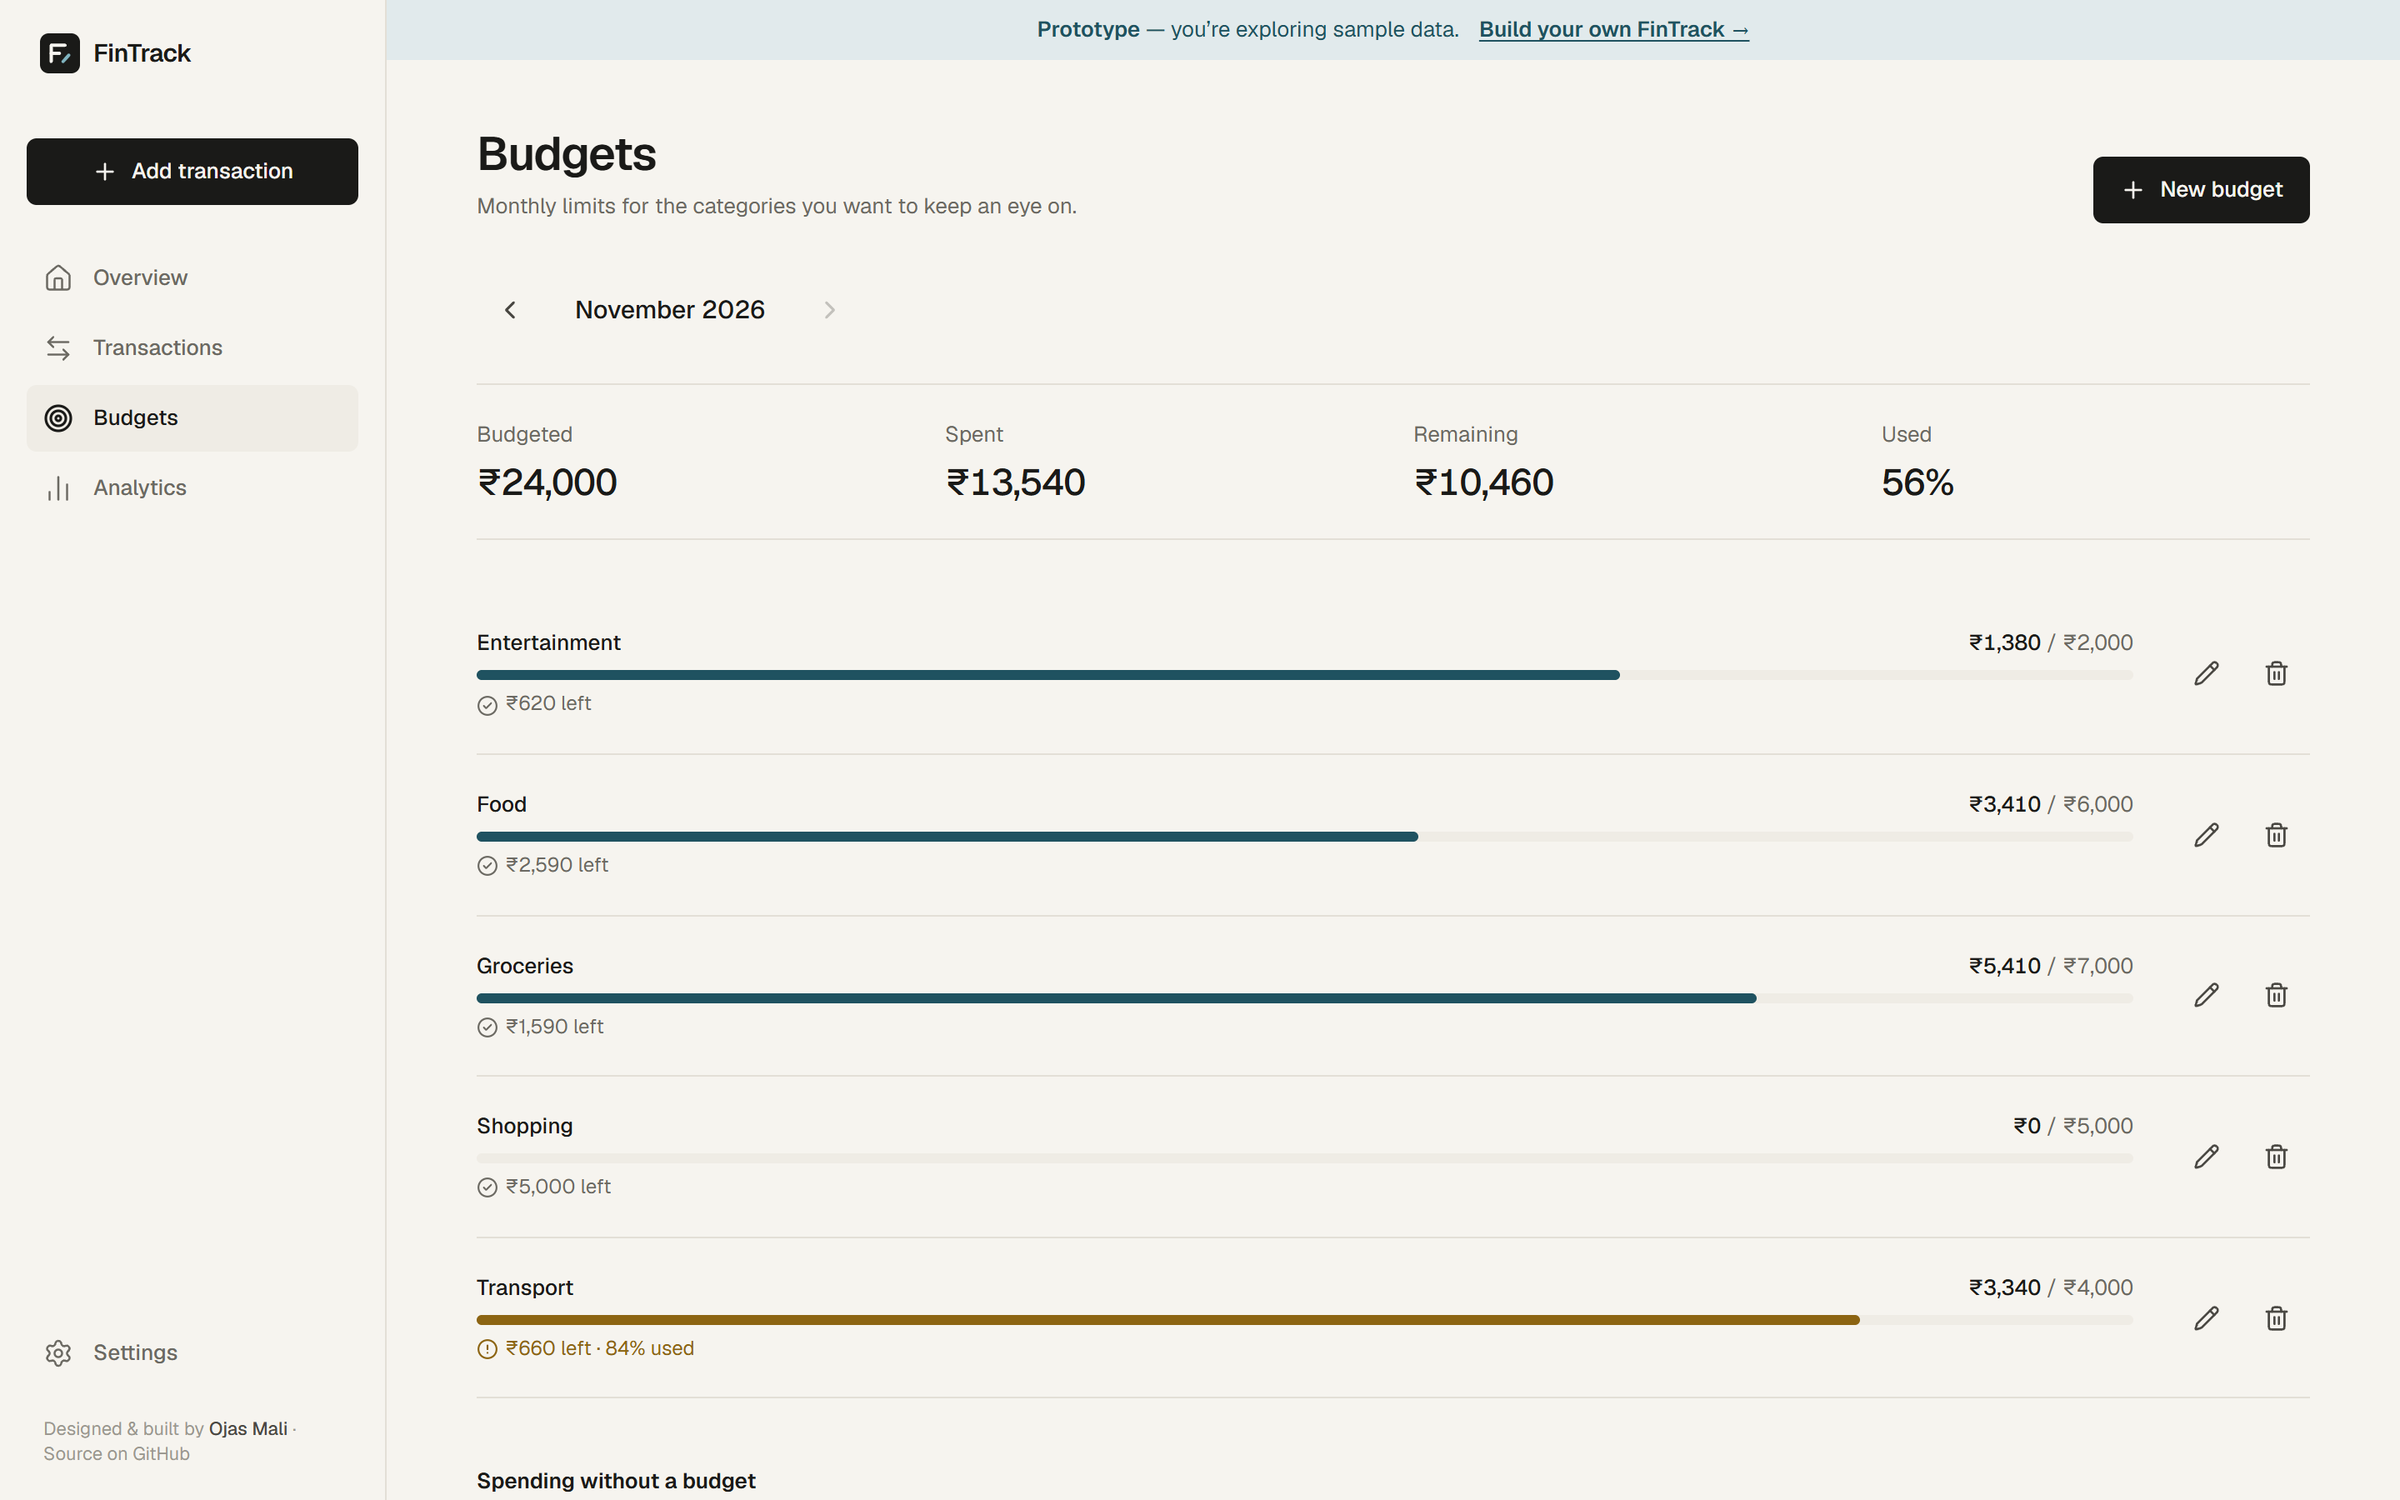 FinTrack
Add transaction
Overview
Transactions
Budgets
Analytics
Settings
Designed & built by Ojas Mali ·
Source on GitHub
Prototype — you’re exploring sample data. Build your own FinTrack →
Budgets
Monthly limits for the categories you want to keep an eye on.
New budget
November 2026
Budgeted
₹24,000
Spent
₹13,540
Remaining
₹10,460
Used
56%
Entertainment
₹1,380 / ₹2,000
₹620 left
Food
₹3,410 / ₹6,000
₹2,590 left
Groceries
₹5,410 / ₹7,000
₹1,590 left
Shopping
₹0 / ₹5,000
₹5,000 left
Transport
₹3,340 / ₹4,000
₹660 left · 84% used
Spending without a budget